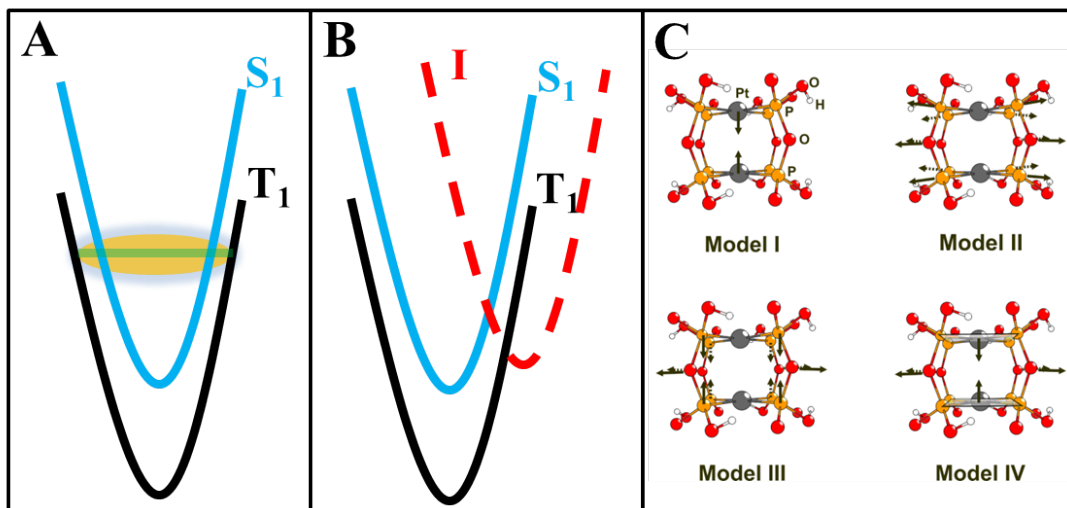 A
S1
T1
B
I
S1
T1
C
Pt
O
H
P
O
P
Model I
Model II
Model III
Model IV